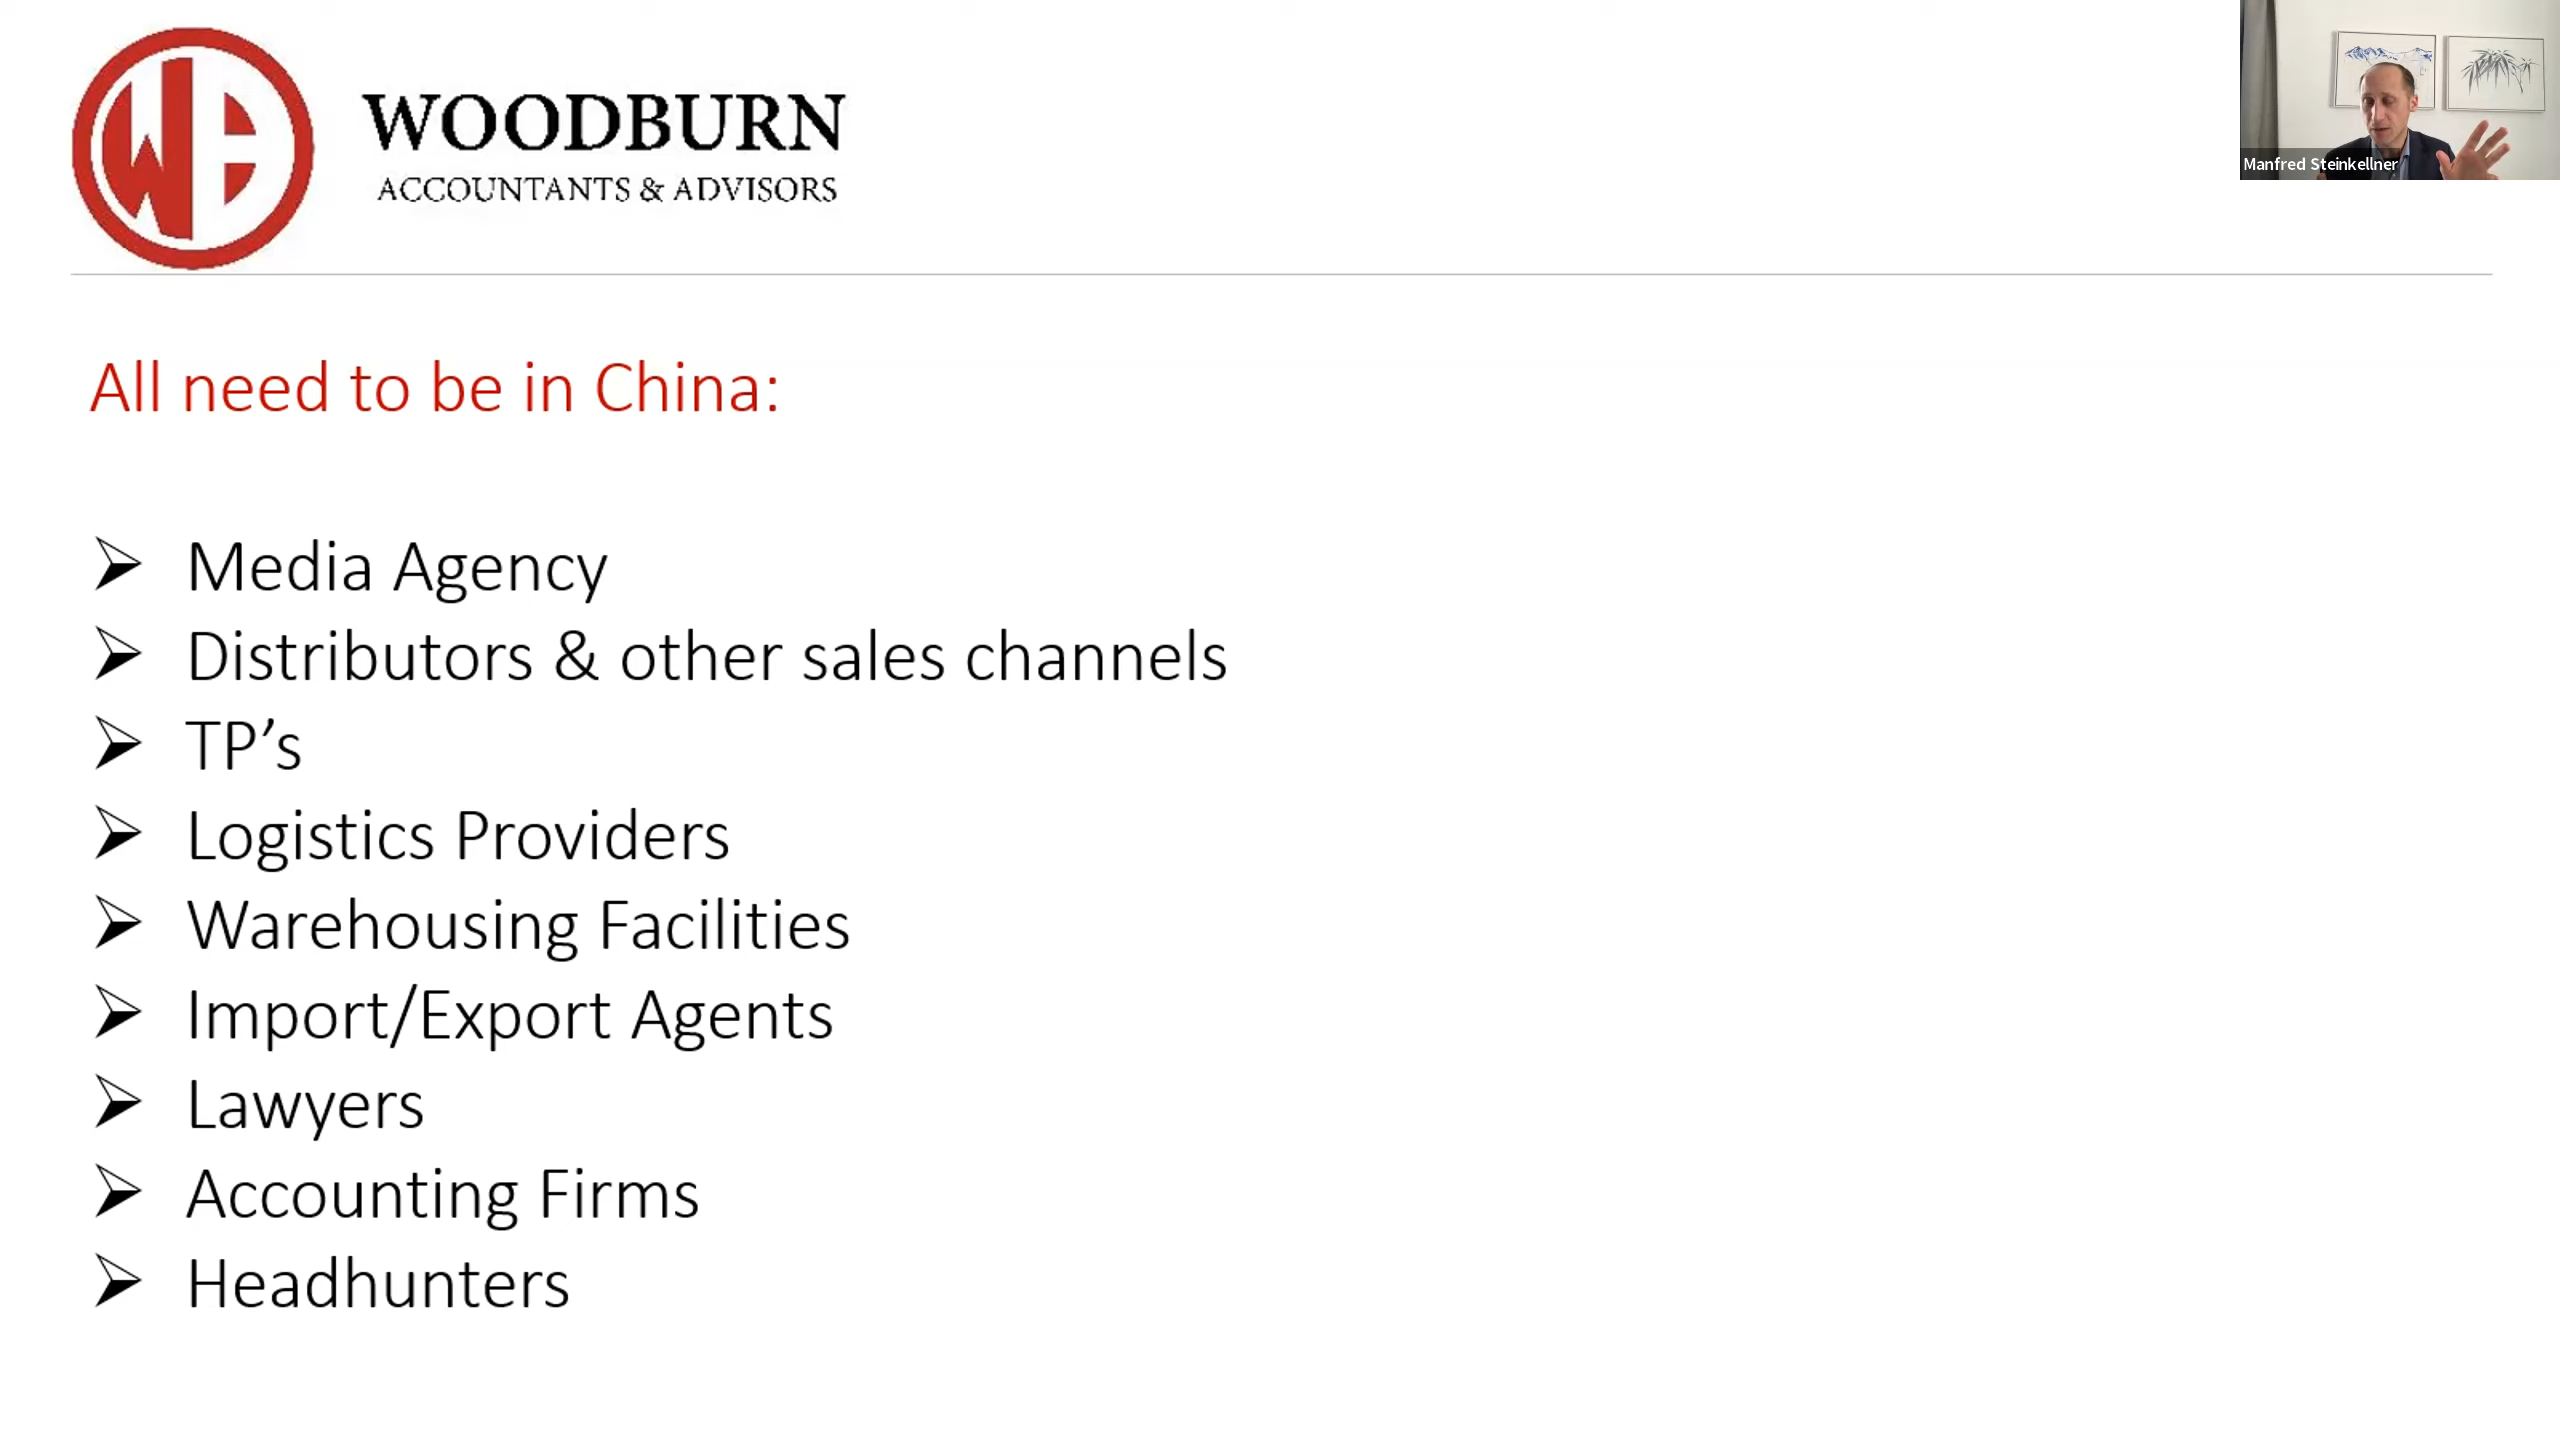 WB
WOODBURN
ACCOUNTANTS & ADVISORS
Manfred Steinkellner
All need to be in China:
Media Agency
Distributors & other sales channels
TP’s
Logistics Providers
Warehousing Facilities
Import/Export Agents
Lawyers
Accounting Firms
Headhunters